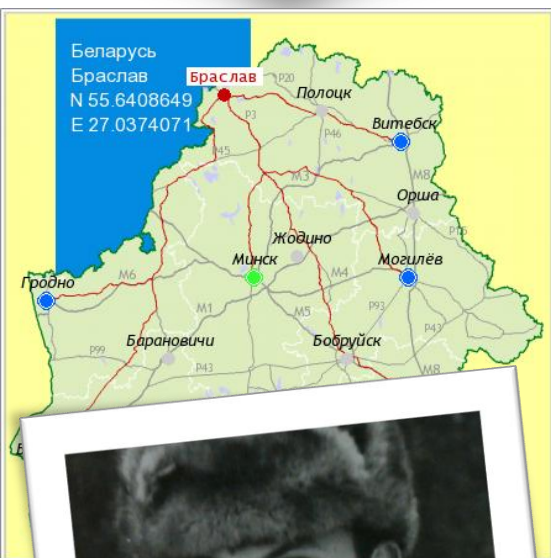 Беларусь
Браслав
N 55.6408649
E 27.0374071
Браслав
P20
Полоцк
P3
Витебск
P46
P45
M3
M8
Орша
Жодино
P15
Минск
Могилёв
Гродно
M6
M4
M1
M5
P93
P43
Барановичи
Бобруйск
P99
P43
M8